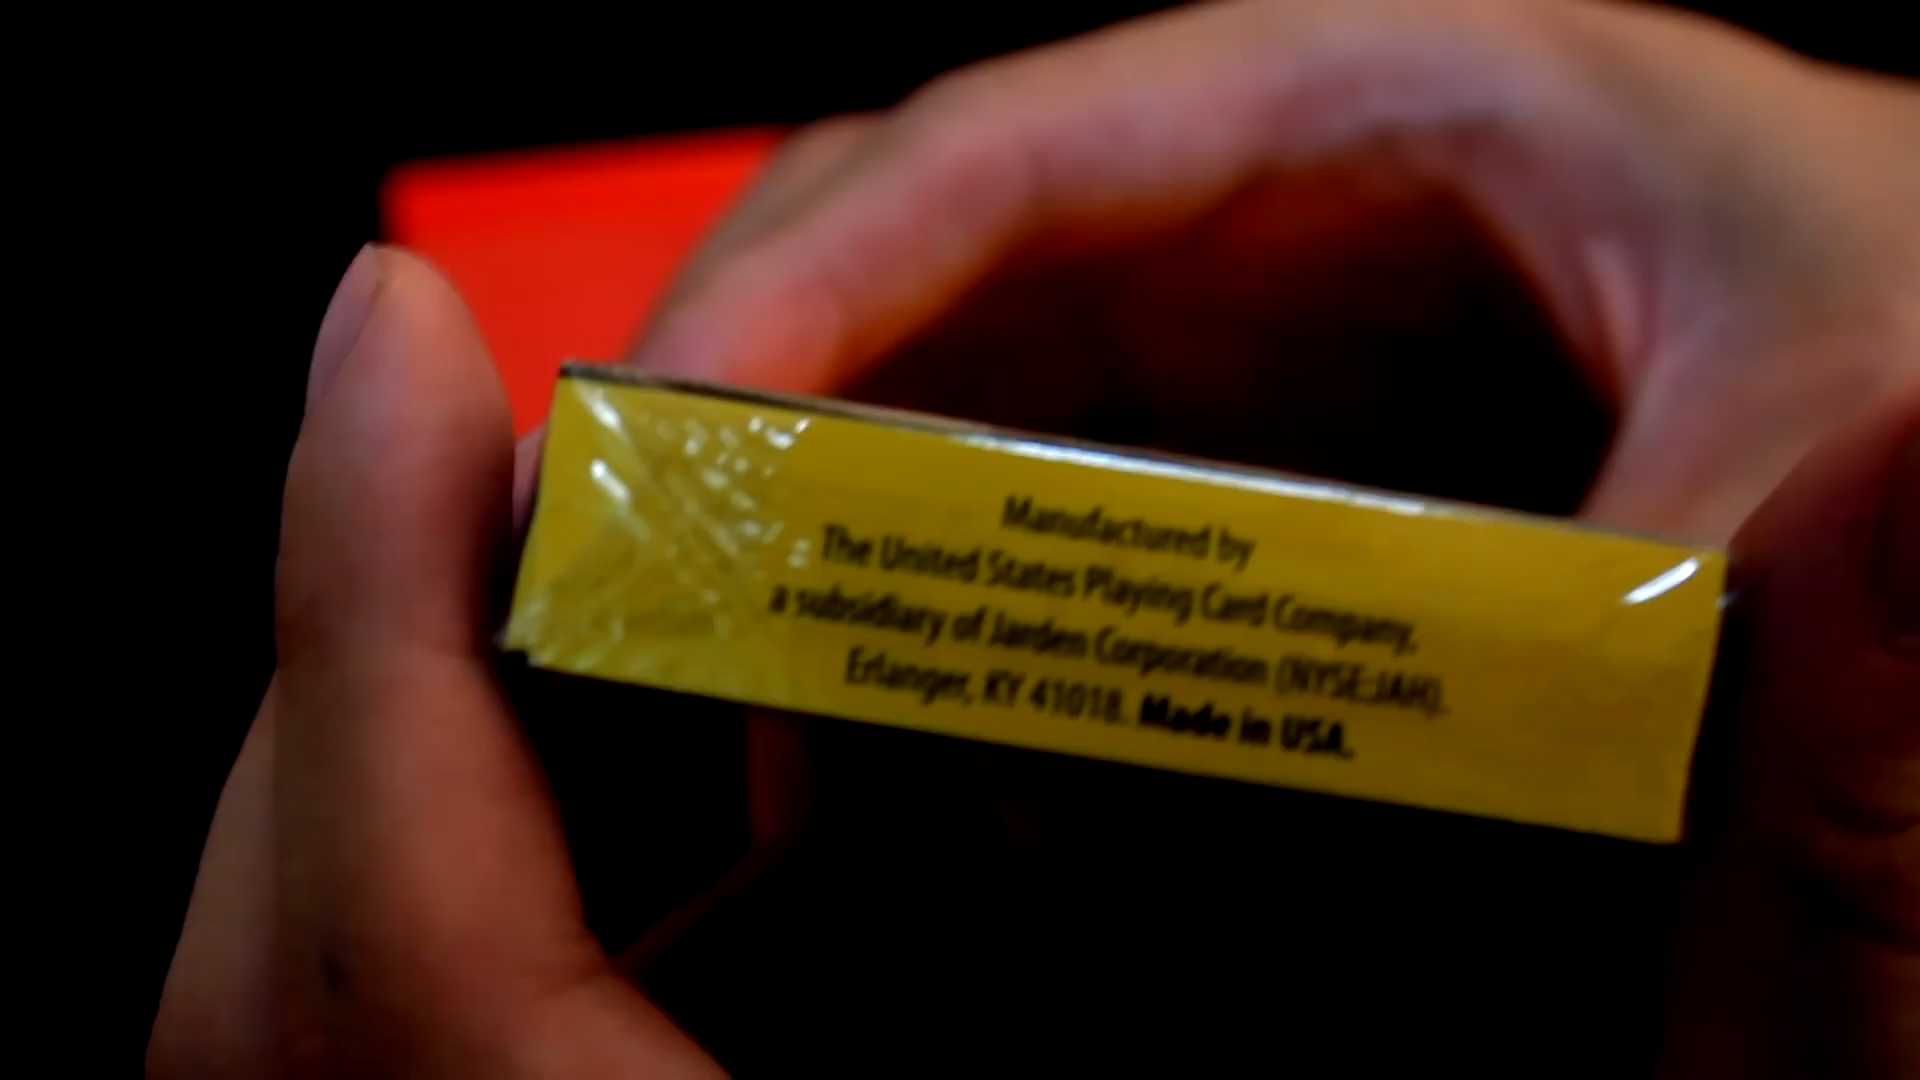 Manufactured by
The United States Playing Card Company,
a subsidiary of Jarden Corporation (NYSE:JAH).
Erlanger, KY 41018. Made in USA.